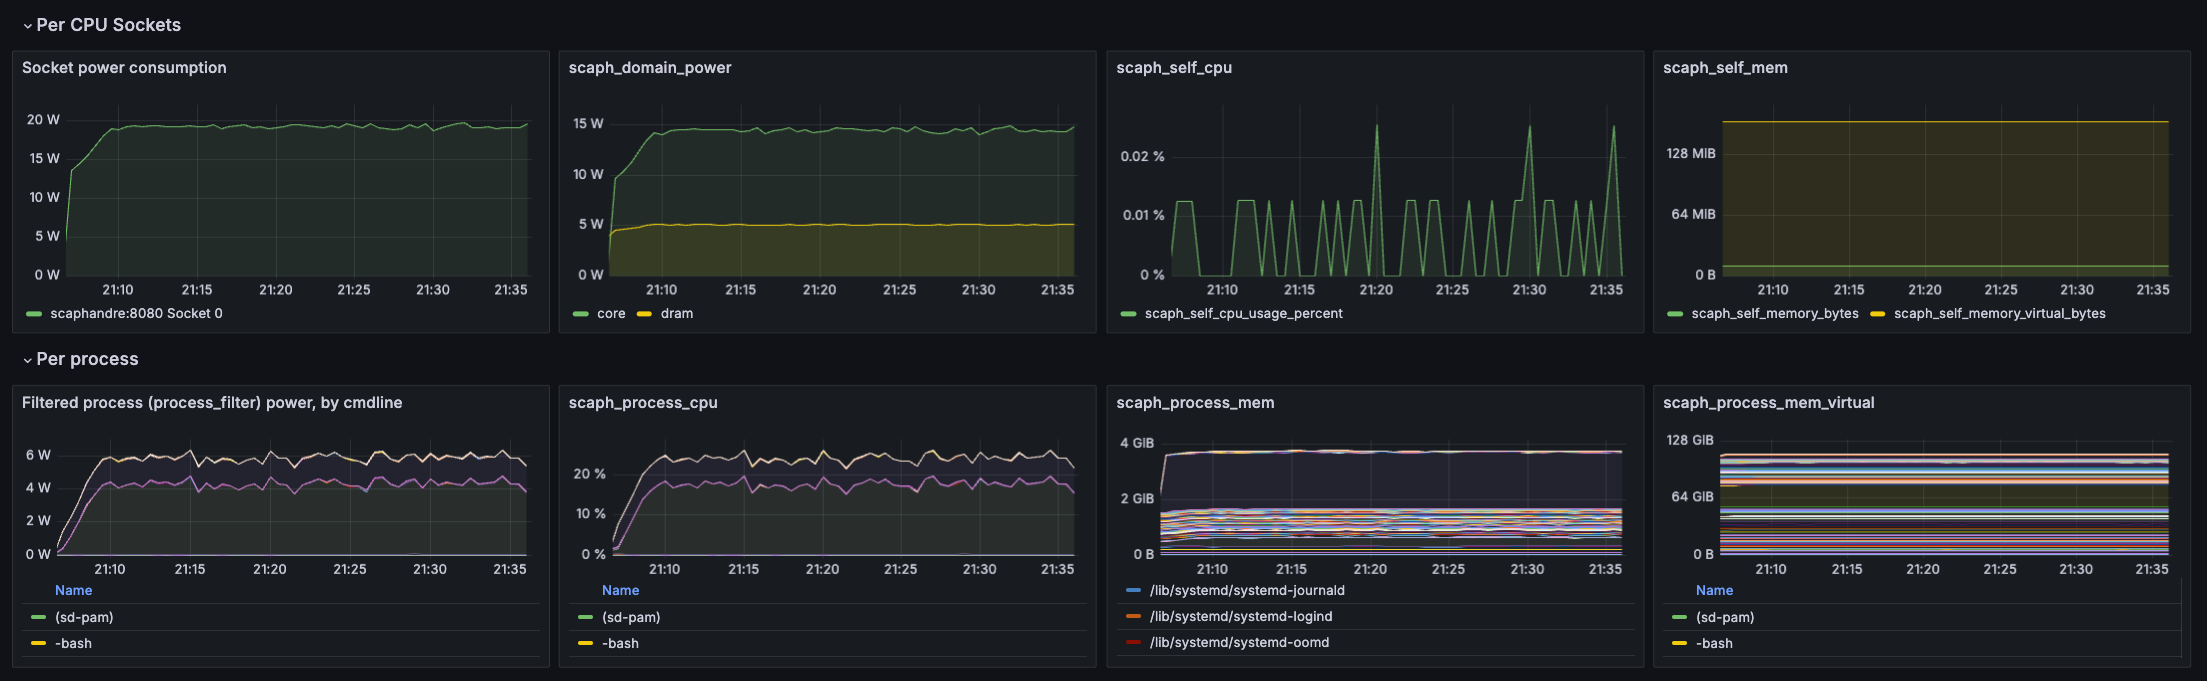 Per CPU Sockets
Socket power consumption
20 W
15 W
10 W
5 W
0 W
21:10 21:15 21:20 21:25 21:30 21:35
scaphandre:8080 Socket 0
scaph_domain_power
15 W
10 W
5 W
0 W
21:10 21:15 21:20 21:25 21:30 21:35
core dram
scaph_self_cpu
0.02 %
0.01 %
0 %
21:10 21:15 21:20 21:25 21:30 21:35
scaph_self_cpu_usage_percent
scaph_self_mem
128 MiB
64 MiB
0 B
21:10 21:15 21:20 21:25 21:30 21:35
scaph_self_memory_bytes scaph_self_memory_virtual_bytes
Per process
Filtered process (process_filter) power, by cmdline
6 W
4 W
2 W
0 W
21:10 21:15 21:20 21:25 21:30 21:35
Name
(sd-pam)
-bash
scaph_process_cpu
20 %
10 %
0 %
21:10 21:15 21:20 21:25 21:30 21:35
Name
(sd-pam)
-bash
scaph_process_mem
4 GiB
2 GiB
0 B
21:10 21:15 21:20 21:25 21:30 21:35
/lib/systemd/systemd-journald
/lib/systemd/systemd-logind
/lib/systemd/systemd-oomd
scaph_process_mem_virtual
128 GiB
64 GiB
0 B
21:10 21:15 21:20 21:25 21:30 21:35
Name
(sd-pam)
-bash